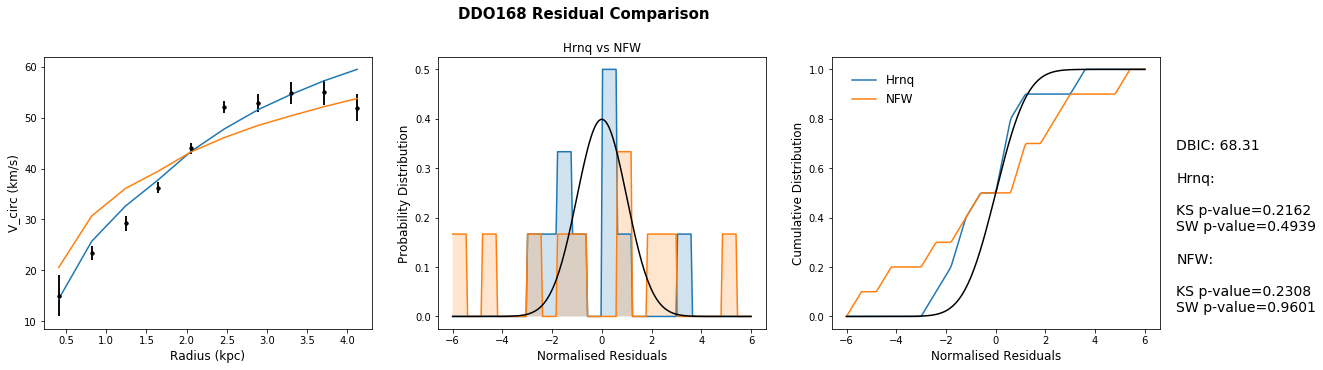 DDO168 Residual Comparison
V_circ (km/s)
60
50
40
30
20
10
0.5 1.0 1.5 2.0 2.5 3.0 3.5 4.0
Radius (kpc)
Hrnq vs NFW
Probability Distribution
0.5
0.4
0.3
0.2
0.1
0.0
−6 −4 −2 0 2 4 6
Normalised Residuals
Cumulative Distribution
1.0
0.8
0.6
0.4
0.2
0.0
Hrnq
NFW
−6 −4 −2 0 2 4 6
Normalised Residuals
DBIC: 68.31
Hrnq:
KS p-value=0.2162
SW p-value=0.4939
NFW:
KS p-value=0.2308
SW p-value=0.9601